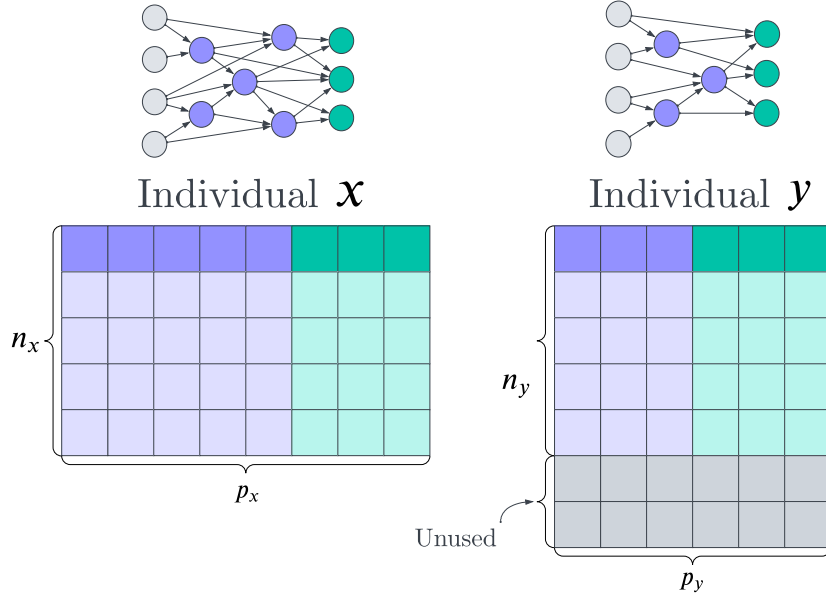 Individual x
Individual y
n_x
n_y
p_x
Unused
p_y